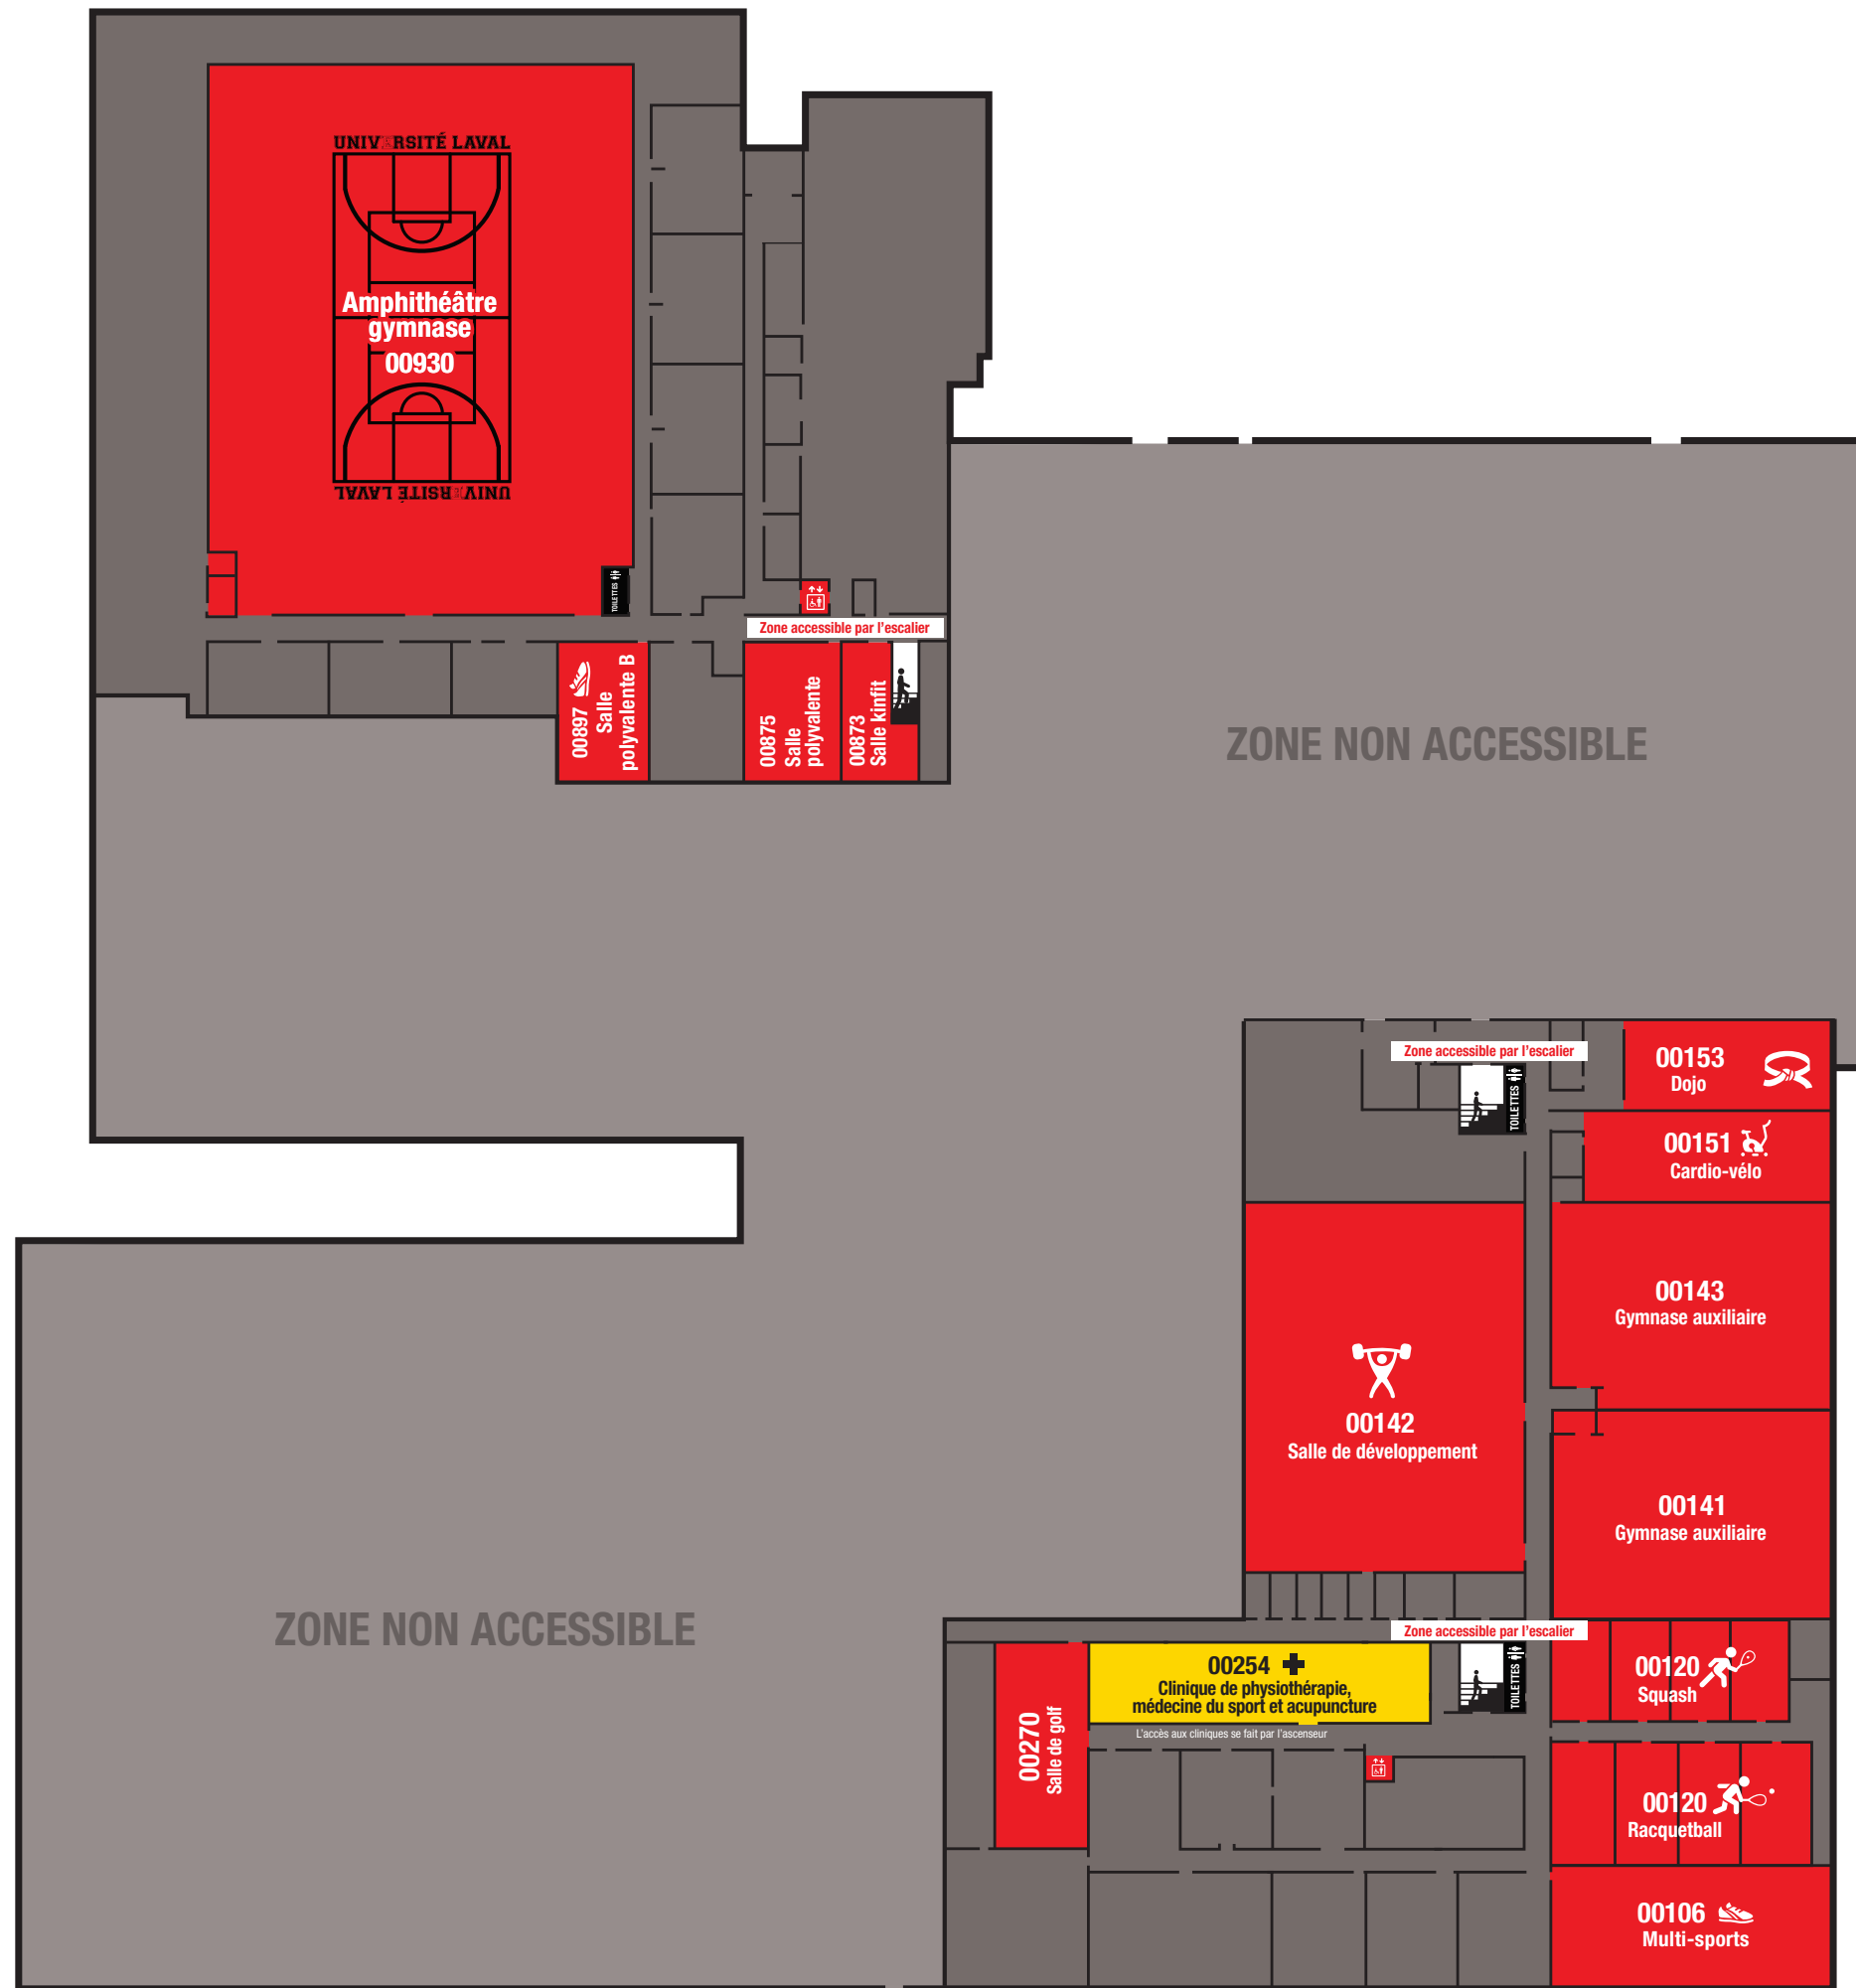 UNIVERSITÉ LAVAL
Amphithéâtre
gymnase
00930
UNIVERSITÉ LAVAL
TOILETTES
Zone accessible par l'escalier
00897
Salle
polyvalente B
00875
Salle
polyvalente
00873
Salle kinfit
ZONE NON ACCESSIBLE
Zone accessible par l'escalier
TOILETTES
00153
Dojo
00151
Cardio-vélo
00143
Gymnase auxiliaire
00142
Salle de développement
00141
Gymnase auxiliaire
ZONE NON ACCESSIBLE
Zone accessible par l'escalier
TOILETTES
00254
Clinique de physiothérapie,
médecine du sport et acupuncture
L'accès aux cliniques se fait par l'ascenseur
00270
Salle de golf
00120
Squash
00120
Racquetball
00106
Multi-sports